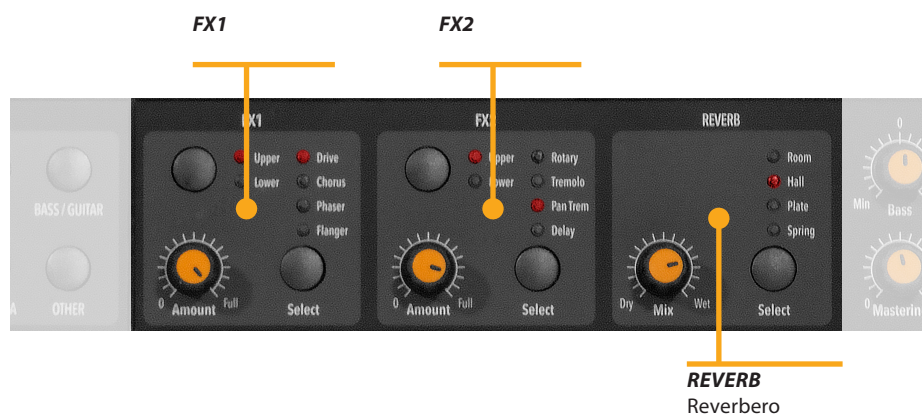 FX1
FX2
FX1
FX2
REVERB
Upper
Drive
Lower
Chorus
Phaser
Flanger
0
Amount
Full
Select
Upper
Rotary
Lower
Tremolo
Pan Trem
Delay
0
Amount
Full
Select
Room
Hall
Plate
Spring
Dry
Mix
Wet
Select
BASS / GUITAR
OTHER
0
Min
Bass
0
REVERB
Reverbero